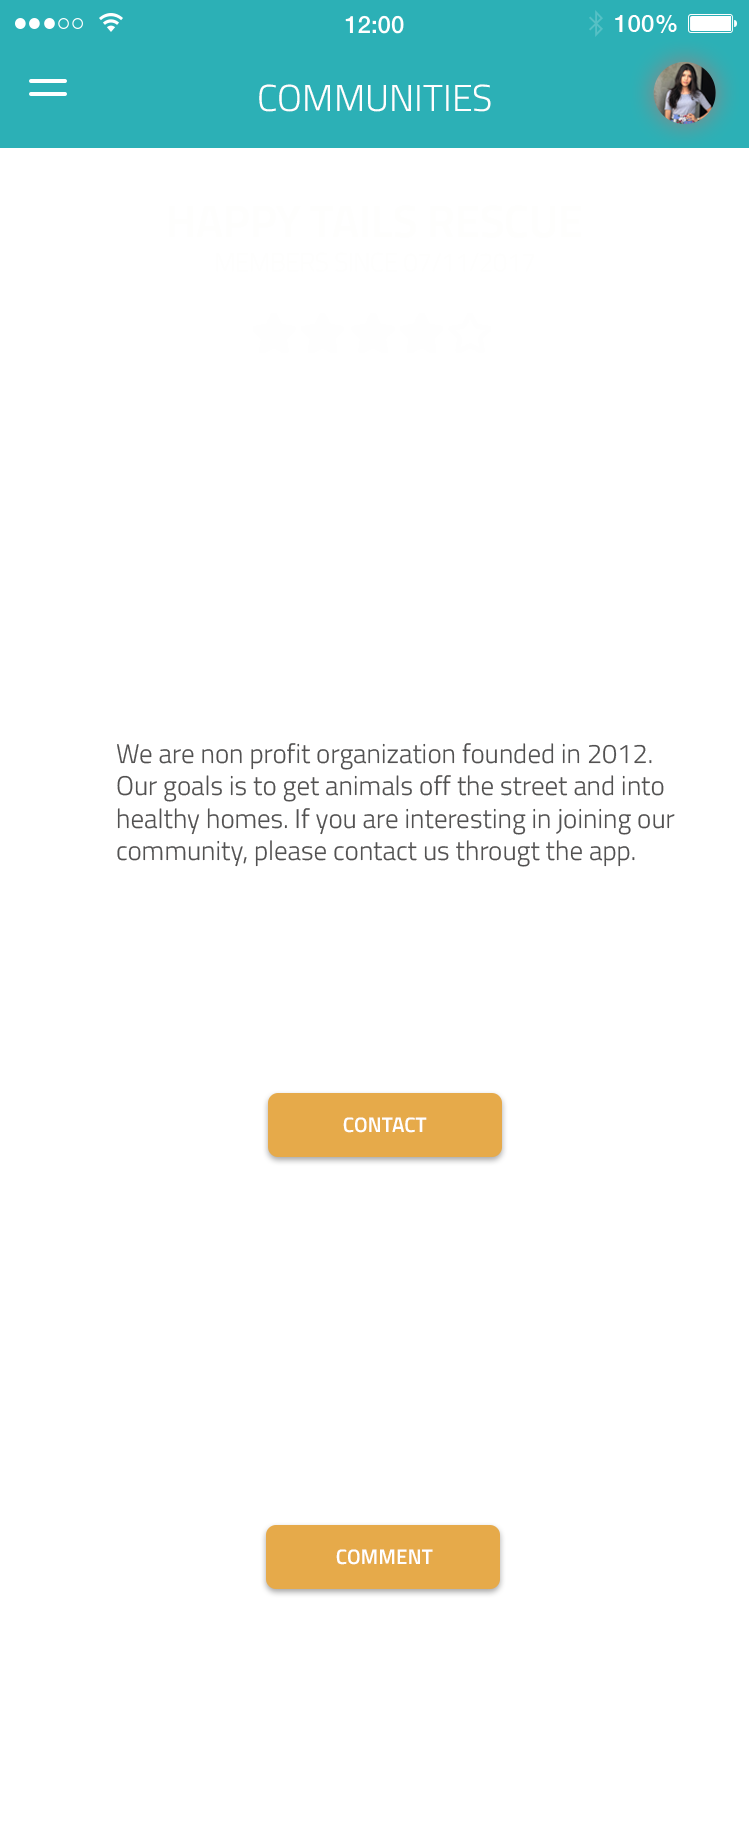 12:00
100%
COMMUNITIES
HAPPY TAILS RESCUE
We are non profit organization founded in 2012.
Our goals is to get animals off the street and into
healthy homes. If you are interesting in joining our
community, please contact us througt the app.
CONTACT
COMMENT